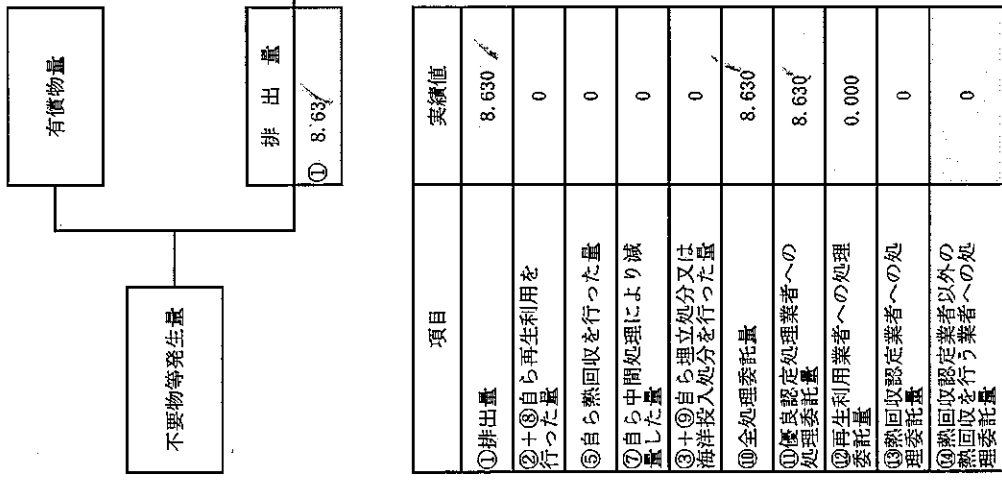 不要物等発生量
有償物量
排出量
① 8.63
項目
実績値
①排出量
8.630
②+⑧自ら再生利用を
行った量
0
⑤自ら熱回収を行った量
0
⑦自ら中間処理により減
量した量
0
③+⑨自ら埋立処分又は
海洋投入処分を行った量
0
⑩全処理委託量
8.630
⑪優良認定処理業者への
処理委託量
8.630
⑫再生利用業者への処理
委託量
0.000
⑬熱回収認定業者への処
理委託量
0
⑭熱回収認定業者以外の
熱回収を行う業者への処
理委託量
0